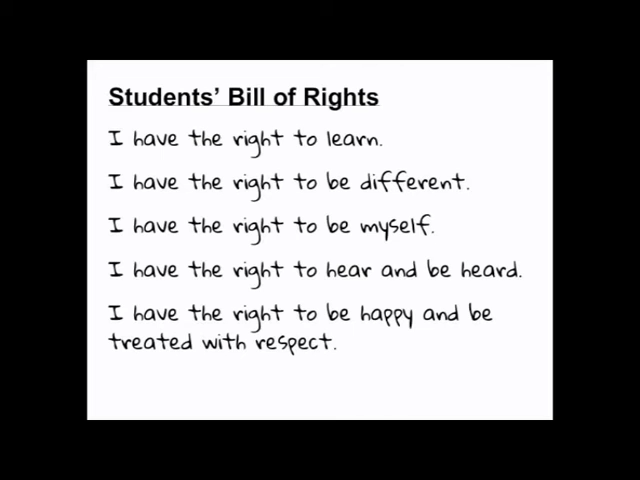 Students’ Bill of Rights
I have the right to learn.
I have the right to be different.
I have the right to be myself.
I have the right to hear and be heard.
I have the right to be happy and be
treated with respect.